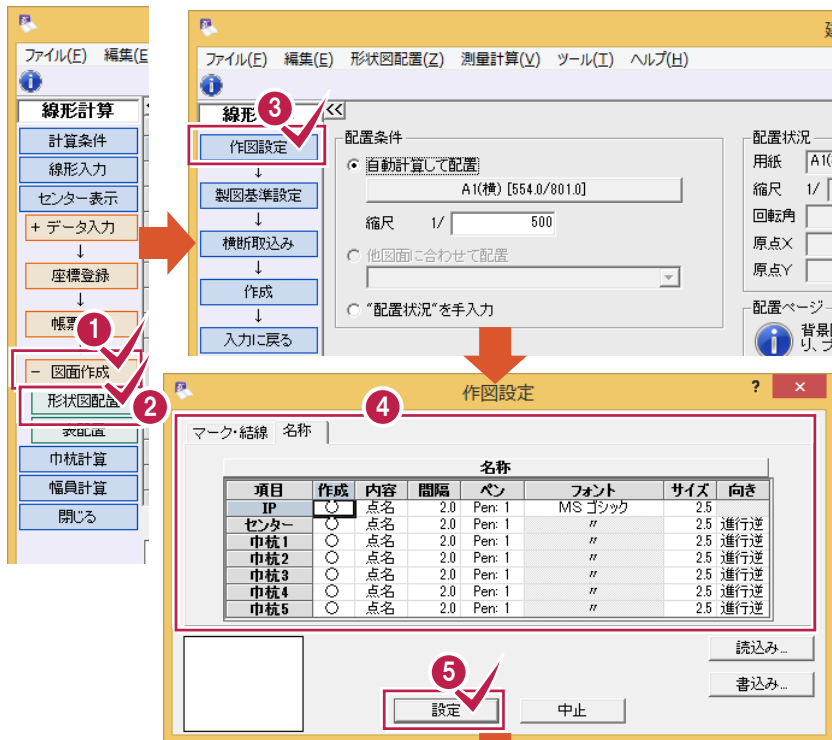 ファイル(F) 編集(E
線形計算
計算条件
線形入力
センター表示
+ データ入力
↓
座標登録
↓
帳票
1
− 図面作成
形状図配置
2
表配置
巾杭計算
幅員計算
閉じる
ファイル(F) 編集(E) 形状図配置(Z) 測量計算(V) ツール(T) ヘルプ(H)
線形
3
<<
作図設定
↓
製図基準設定
↓
横断取込み
↓
作成
↓
入力に戻る
配置条件
自動計算して配置
A1(横) [554.0/801.0]
縮尺 1/ 500
他図面に合わせて配置
"配置状況"を手入力
配置状況
用紙 A1(
縮尺 1/
回転角
原点X
原点Y
配置ページ
背景
り、ブ
作図設定 ? ×
4
マーク・結線 名称
名称
項目 作成 内容 間隔 ペン フォント サイズ 向き
IP ○ 点名 2.0 Pen: 1 MS ゴシック 2.5
センター ○ 点名 2.0 Pen: 1 〃 2.5 進行逆
巾杭1 ○ 点名 2.0 Pen: 1 〃 2.5 進行逆
巾杭2 ○ 点名 2.0 Pen: 1 〃 2.5 進行逆
巾杭3 ○ 点名 2.0 Pen: 1 〃 2.5 進行逆
巾杭4 ○ 点名 2.0 Pen: 1 〃 2.5 進行逆
巾杭5 ○ 点名 2.0 Pen: 1 〃 2.5 進行逆
読込み...
書込み...
5
設定 中止